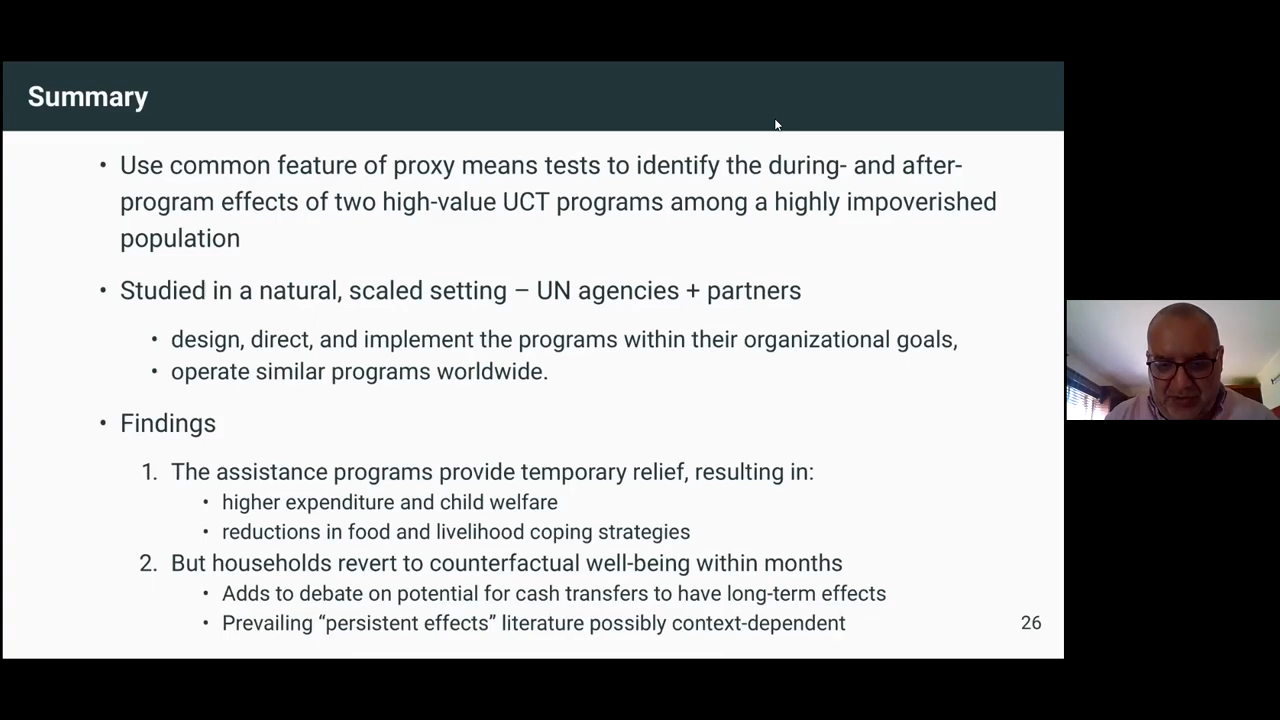 Summary
• Use common feature of proxy means tests to identify the during- and after-
program effects of two high-value UCT programs among a highly impoverished
population
• Studied in a natural, scaled setting – UN agencies + partners
• design, direct, and implement the programs within their organizational goals,
• operate similar programs worldwide.
• Findings
1. The assistance programs provide temporary relief, resulting in:
• higher expenditure and child welfare
• reductions in food and livelihood coping strategies
2. But households revert to counterfactual well-being within months
• Adds to debate on potential for cash transfers to have long-term effects
• Prevailing “persistent effects” literature possibly context-dependent
26